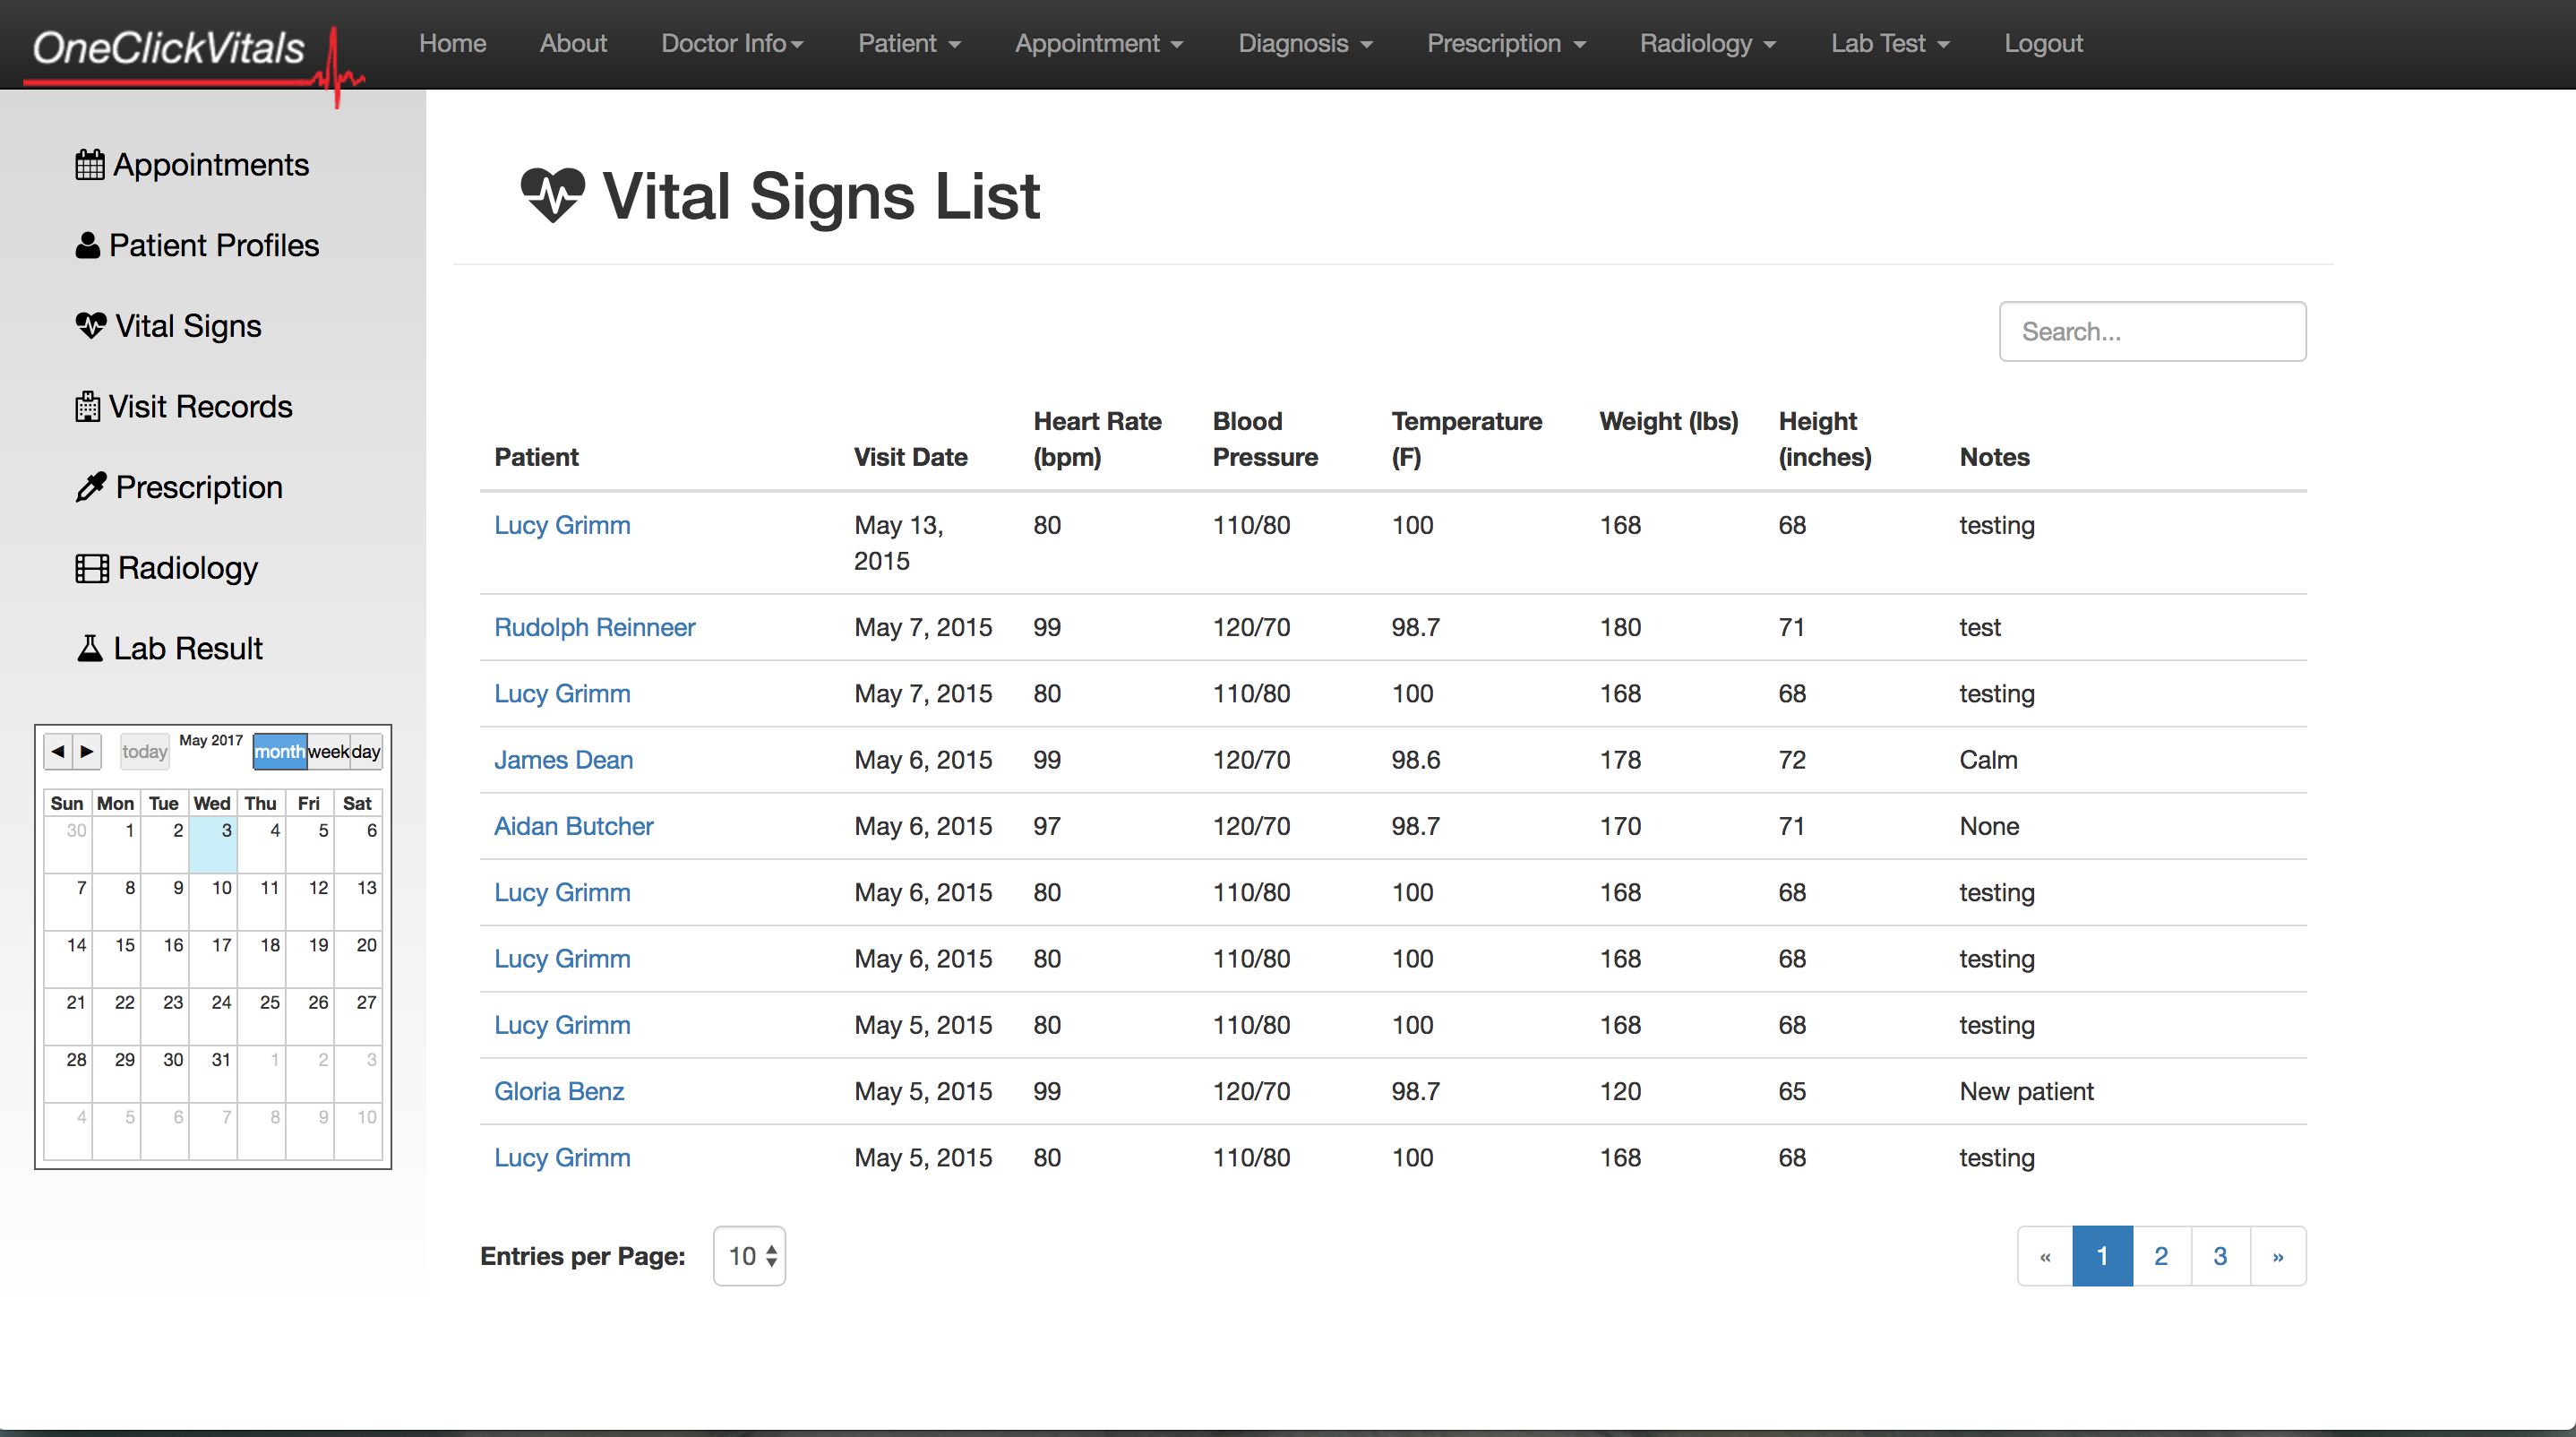 OneClickVitals
Home About Doctor Info Patient Appointment Diagnosis Prescription Radiology Lab Test Logout
Appointments
Patient Profiles
Vital Signs
Visit Records
Prescription
Radiology
Lab Result
today May 2017 month week day
Sun Mon Tue Wed Thu Fri Sat
30 1 2 3 4 5 6
7 8 9 10 11 12 13
14 15 16 17 18 19 20
21 22 23 24 25 26 27
28 29 30 31 1 2 3
4 5 6 7 8 9 10
Vital Signs List
Search...
Patient Visit Date Heart Rate (bpm) Blood Pressure Temperature (F) Weight (lbs) Height (inches) Notes
Lucy Grimm May 13, 2015 80 110/80 100 168 68 testing
Rudolph Reinneer May 7, 2015 99 120/70 98.7 180 71 test
Lucy Grimm May 7, 2015 80 110/80 100 168 68 testing
James Dean May 6, 2015 99 120/70 98.6 178 72 Calm
Aidan Butcher May 6, 2015 97 120/70 98.7 170 71 None
Lucy Grimm May 6, 2015 80 110/80 100 168 68 testing
Lucy Grimm May 6, 2015 80 110/80 100 168 68 testing
Lucy Grimm May 5, 2015 80 110/80 100 168 68 testing
Gloria Benz May 5, 2015 99 120/70 98.7 120 65 New patient
Lucy Grimm May 5, 2015 80 110/80 100 168 68 testing
Entries per Page: 10
« 1 2 3 »